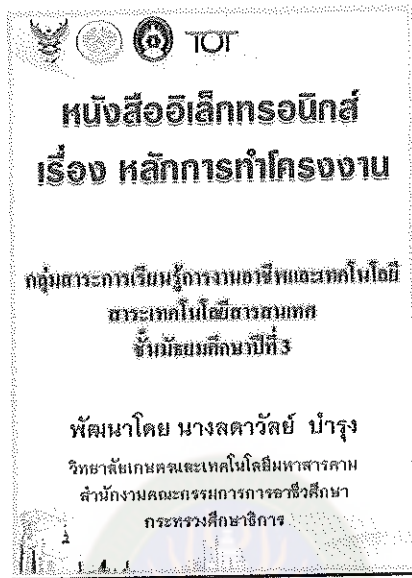 TOT
หนังสืออิเล็กทรอนิกส์
เรื่อง หลักการทำโครงงาน
กลุ่มสาระการเรียนรู้การงานอาชีพและเทคโนโลยี
สาระเทคโนโลยีสารสนเทศ
ชั้นมัธยมศึกษาปีที่ 3
พัฒนาโดย นางลดาวัลย์ บำรุง
วิทยาลัยเกษตรและเทคโนโลยีมหาสารคาม
สำนักงานคณะกรรมการการอาชีวศึกษา
กระทรวงศึกษาธิการ